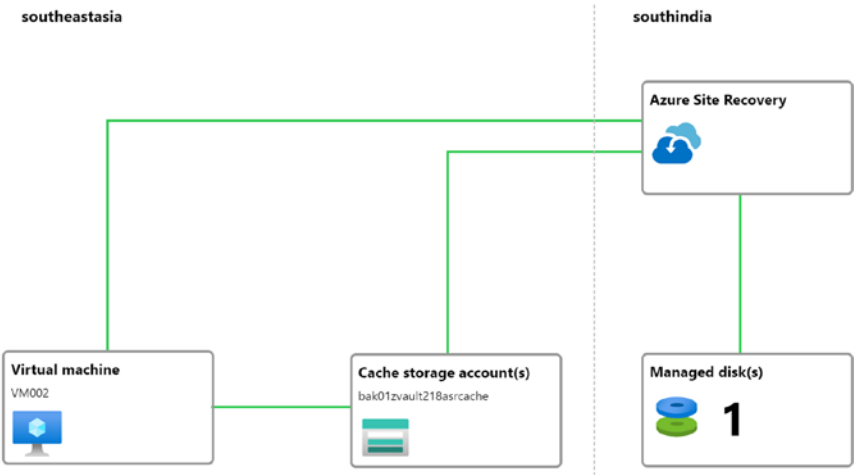 southeastasia
southindia
Azure Site Recovery
Virtual machine
VM002
Cache storage account(s)
bak01zvault218asrcache
Managed disk(s)
1